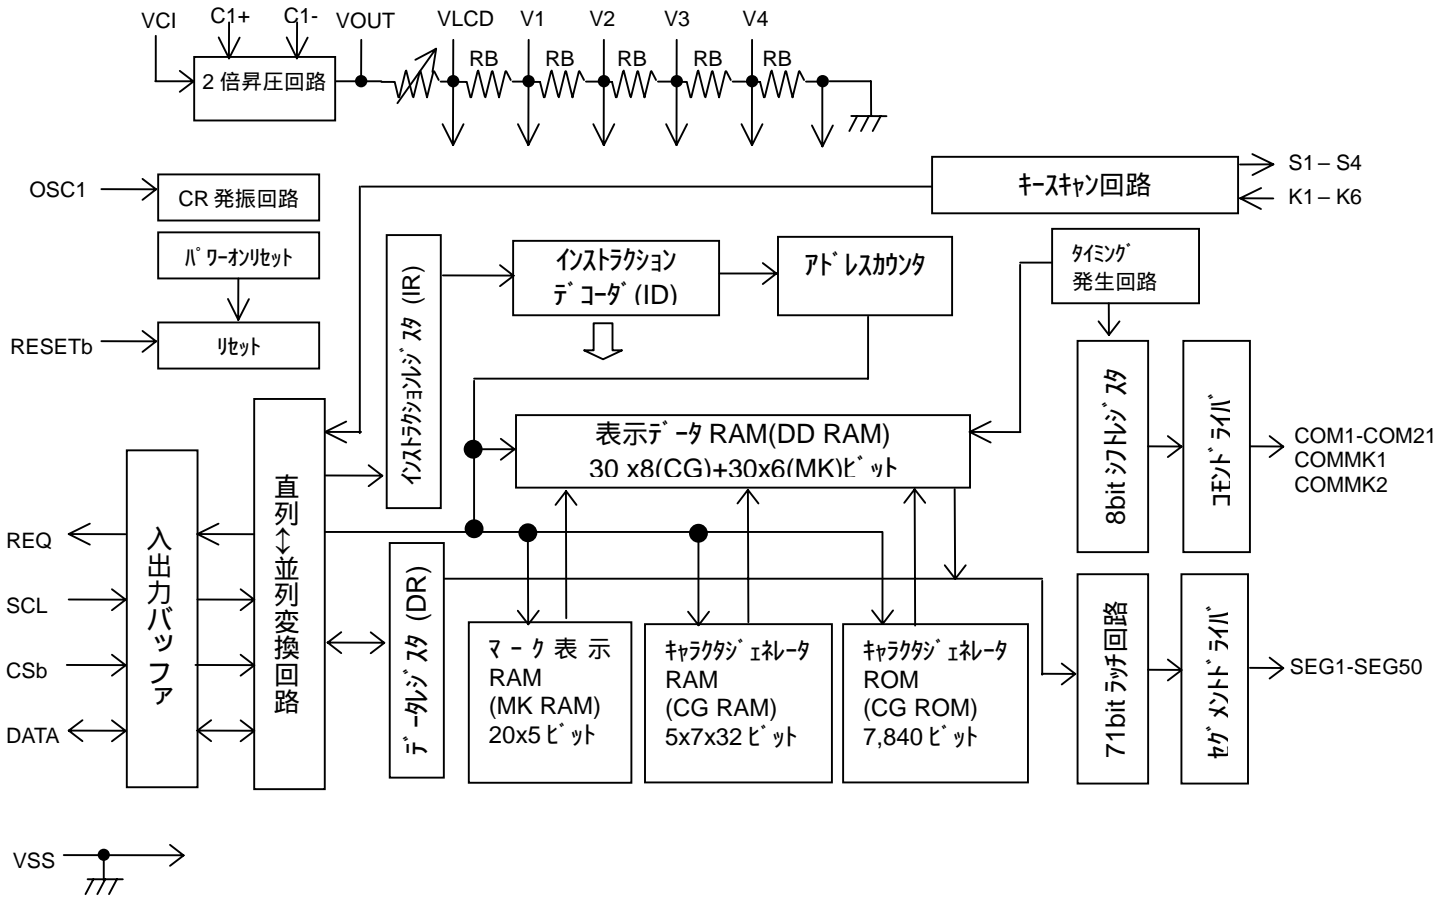 VCI
C1+
C1-
VOUT
VLCD
V1
V2
V3
V4
RB
RB
RB
RB
RB
2 倍昇圧回路
OSC1
CR 発振回路
ﾊﾟﾜｰｵﾝﾘｾｯﾄ
RESETb
ﾘｾｯﾄ
ｷｰｽｷｬﾝ回路
S1 – S4
K1 – K6
ｲﾝｽﾄﾗｸｼｮﾝﾚｼﾞｽﾀ (IR)
ｲﾝｽﾄﾗｸｼｮﾝ
ﾃﾞｺｰﾀﾞ(ID)
ｱﾄﾞﾚｽｶｳﾝﾀ
ﾀｲﾐﾝｸﾞ
発生回路
表示ﾃﾞｰﾀ RAM(DD RAM)
30 x8(CG)+30x6(MK)ﾋﾞｯﾄ
8bit ｼﾌﾄﾚｼﾞｽﾀ
ｺﾓﾝﾄﾞﾗｲﾊﾞ
COM1-COM21
COMMK1
COMMK2
REQ
SCL
CSb
DATA
入出力バッファ
直列↔並列変換回路
ﾃﾞｰﾀﾚｼﾞｽﾀ (DR)
ﾏｰｸ表示
RAM
(MK RAM)
20x5 ﾋﾞｯﾄ
ｷｬﾗｸﾀｼﾞｪﾈﾚｰﾀ
RAM
(CG RAM)
5x7x32 ﾋﾞｯﾄ
ｷｬﾗｸﾀｼﾞｪﾈﾚｰﾀ
ROM
(CG ROM)
7,840 ﾋﾞｯﾄ
71bit ﾗｯﾁ回路
ｾｸﾞﾒﾝﾄﾄﾞﾗｲﾊﾞ
SEG1-SEG50
VSS